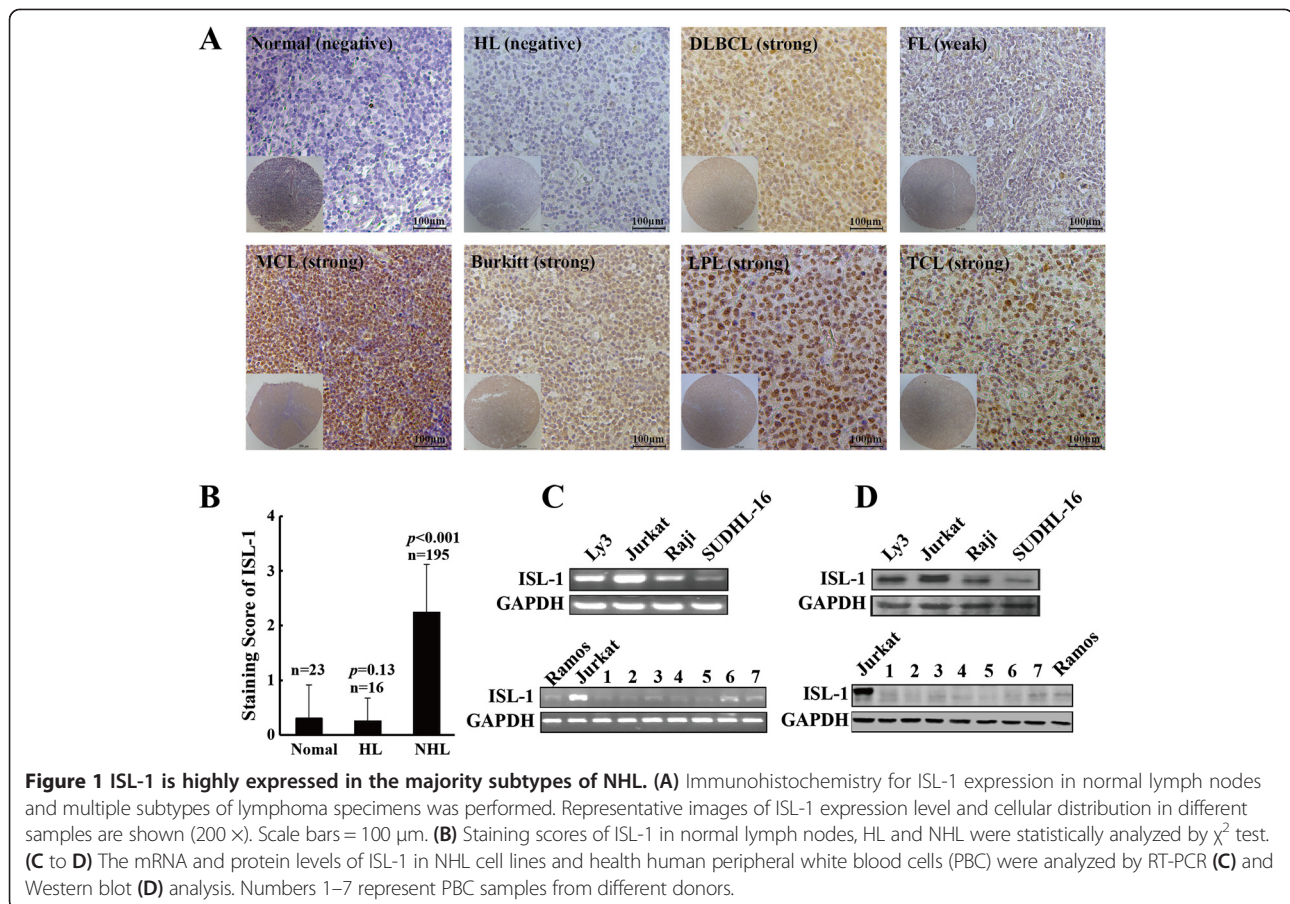 A
Normal (negative)
100µm
HL (negative)
100µm
DLBCL (strong)
100µm
FL (weak)
100µm
MCL (strong)
100µm
Burkitt (strong)
100µm
LPL (strong)
100µm
TCL (strong)
100µm
B
Staining Score of ISL-1
4
3
2
1
0
n=23
p=0.13
n=16
p<0.001
n=195
Nomal HL NHL
C
Ly3 Jurkat Raji SUDHL-16
ISL-1
GAPDH
Ramos Jurkat 1 2 3 4 5 6 7
ISL-1
GAPDH
D
Ly3 Jurkat Raji SUDHL-16
ISL-1
GAPDH
Jurkat 1 2 3 4 5 6 7 Ramos
ISL-1
GAPDH
Figure 1 ISL-1 is highly expressed in the majority subtypes of NHL. (A) Immunohistochemistry for ISL-1 expression in normal lymph nodes
and multiple subtypes of lymphoma specimens was performed. Representative images of ISL-1 expression level and cellular distribution in different
samples are shown (200 ×). Scale bars = 100 μm. (B) Staining scores of ISL-1 in normal lymph nodes, HL and NHL were statistically analyzed by χ² test.
(C to D) The mRNA and protein levels of ISL-1 in NHL cell lines and health human peripheral white blood cells (PBC) were analyzed by RT-PCR (C) and
Western blot (D) analysis. Numbers 1–7 represent PBC samples from different donors.